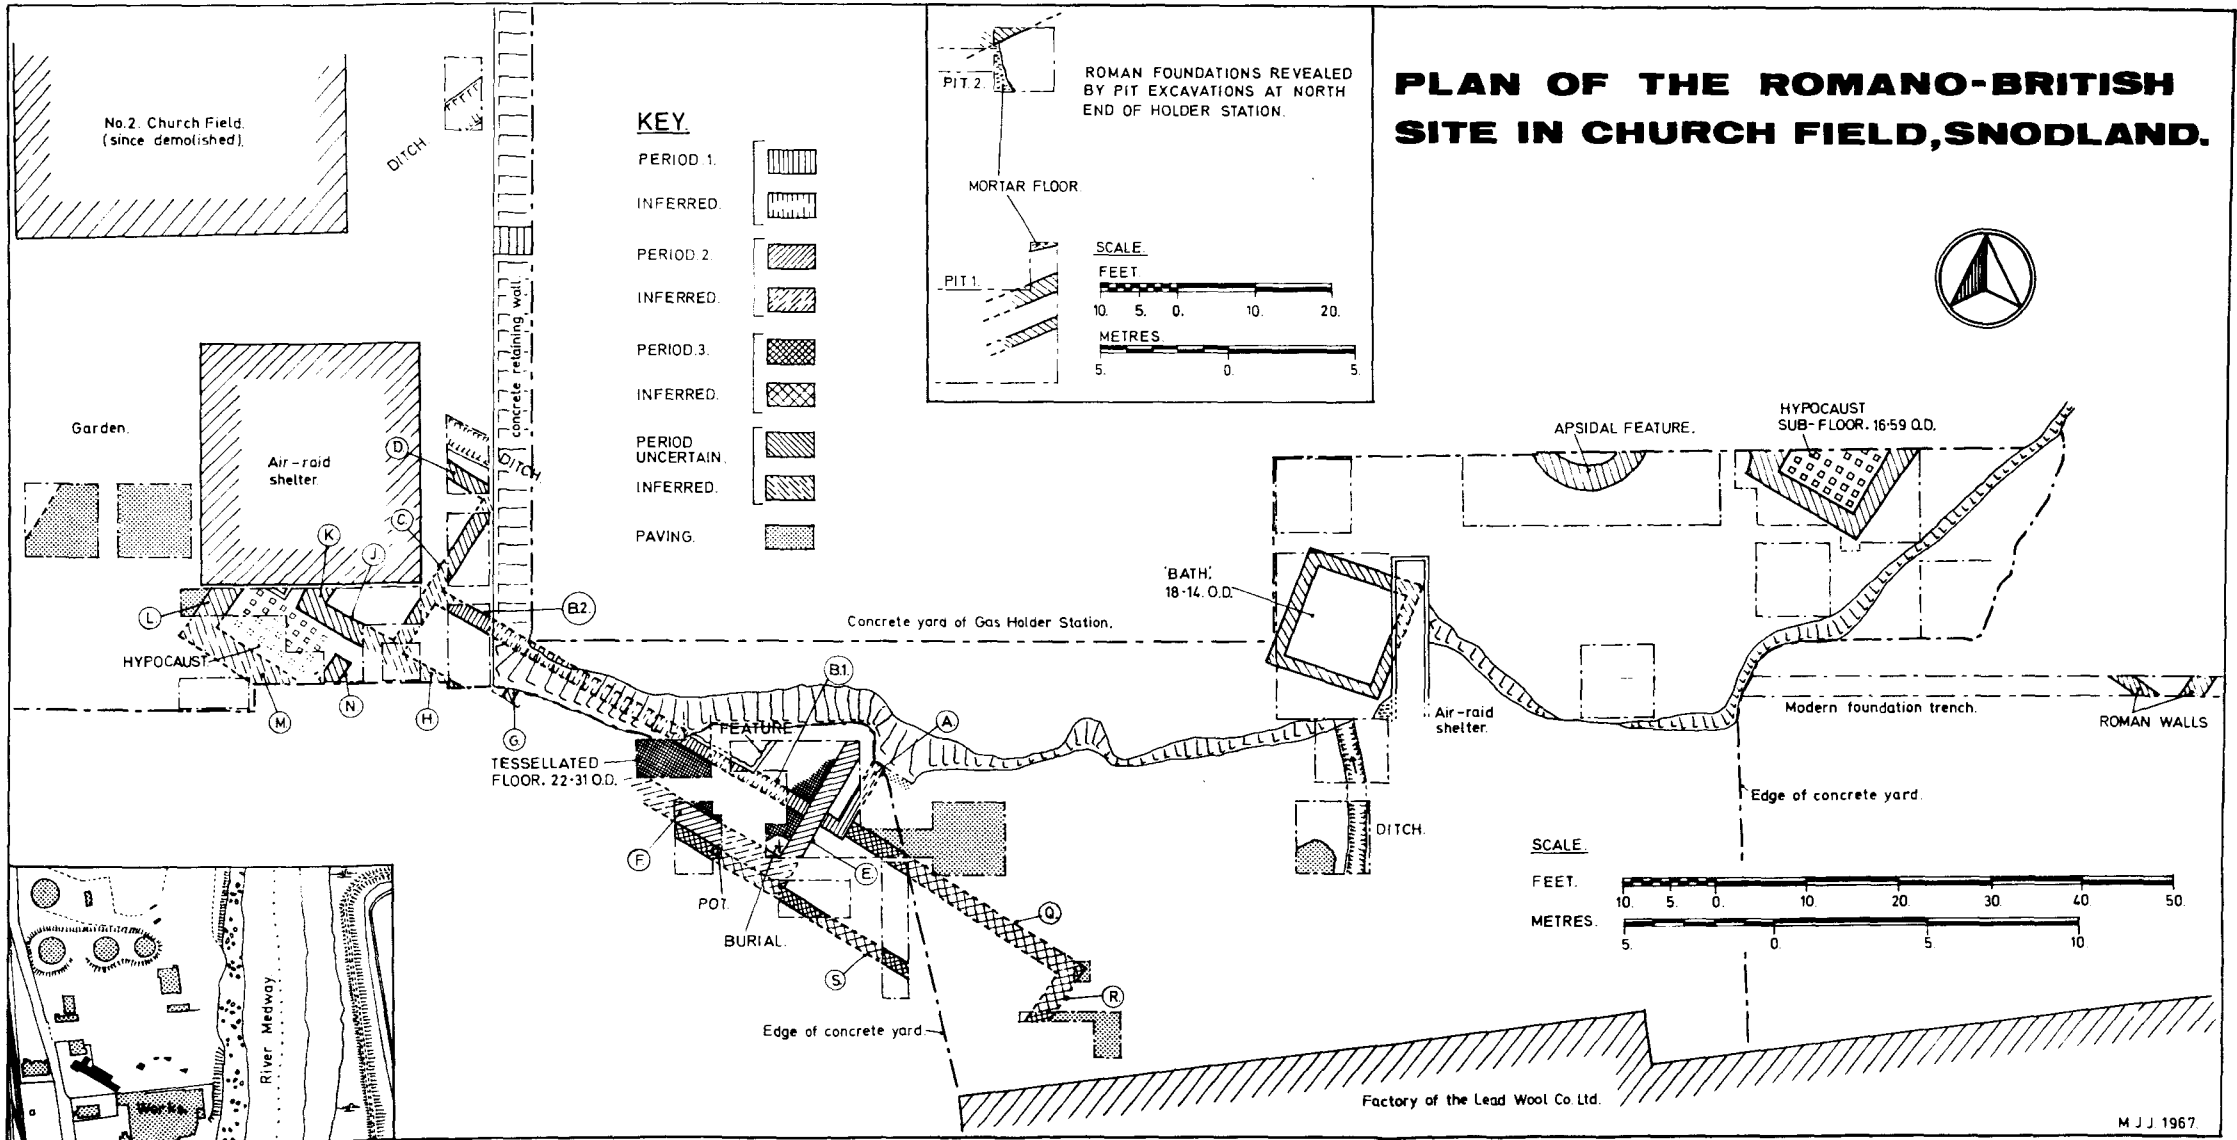 PLAN OF THE ROMANO-BRITISH
SITE IN CHURCH FIELD, SNODLAND.
No.2. Church Field.
(since demolished).
DITCH
KEY.
PERIOD.1.
INFERRED.
PERIOD.2.
INFERRED.
PERIOD.3.
INFERRED.
PERIOD
UNCERTAIN.
INFERRED.
PAVING.
PIT.2.
ROMAN FOUNDATIONS REVEALED
BY PIT EXCAVATIONS AT NORTH
END OF HOLDER STATION.
MORTAR FLOOR.
PIT 1.
SCALE.
FEET.
10. 5. 0. 10. 20.
METRES.
5. 0. 5.
concrete retaining wall.
Garden.
Air-raid
shelter.
D.
DITCH
C.
K
J
L
B.2.
HYPOCAUST
M
N
H
G.
Concrete yard of Gas Holder Station.
B.1.
A.
FEATURE
TESSELLATED
FLOOR. 22·31 O.D.
F.
E.
POT.
BURIAL.
Q.
S.
R.
Edge of concrete yard.
'BATH'.
18·14. O.D.
APSIDAL FEATURE.
HYPOCAUST
SUB-FLOOR. 16·59 O.D.
Air-raid
shelter.
Modern foundation trench.
ROMAN WALLS
Edge of concrete yard.
DITCH.
SCALE.
FEET.
10. 5. 0. 10. 20. 30. 40. 50.
METRES.
5. 0. 5. 10.
River Medway
Works.
Factory of the Lead Wool Co. Ltd.
M J J. 1967.